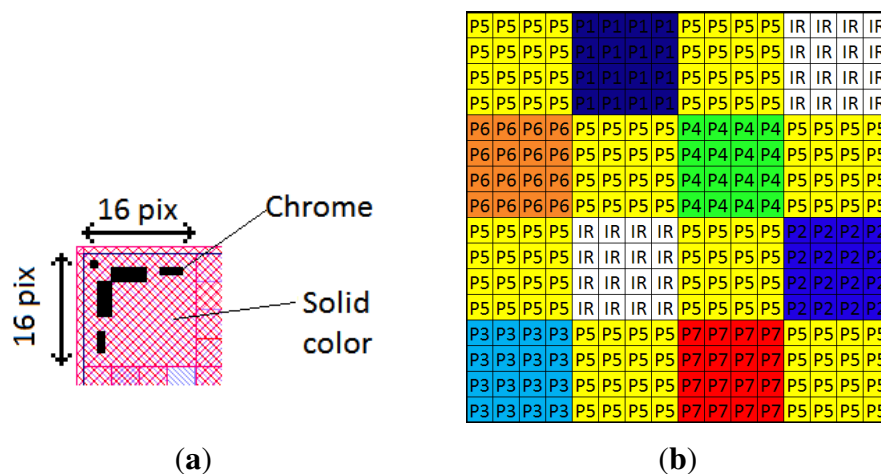 16 pix
Chrome
16 pix
Solid
color
(a)
P5 P5 P5 P5 P1 P1 P1 P1 P5 P5 P5 P5 IR IR IR IR
P5 P5 P5 P5 P1 P1 P1 P1 P5 P5 P5 P5 IR IR IR IR
P5 P5 P5 P5 P1 P1 P1 P1 P5 P5 P5 P5 IR IR IR IR
P5 P5 P5 P5 P1 P1 P1 P1 P5 P5 P5 P5 IR IR IR IR
P6 P6 P6 P6 P5 P5 P5 P5 P4 P4 P4 P4 P5 P5 P5 P5
P6 P6 P6 P6 P5 P5 P5 P5 P4 P4 P4 P4 P5 P5 P5 P5
P6 P6 P6 P6 P5 P5 P5 P5 P4 P4 P4 P4 P5 P5 P5 P5
P6 P6 P6 P6 P5 P5 P5 P5 P4 P4 P4 P4 P5 P5 P5 P5
P5 P5 P5 P5 IR IR IR IR P5 P5 P5 P5 P2 P2 P2 P2
P5 P5 P5 P5 IR IR IR IR P5 P5 P5 P5 P2 P2 P2 P2
P5 P5 P5 P5 IR IR IR IR P5 P5 P5 P5 P2 P2 P2 P2
P5 P5 P5 P5 IR IR IR IR P5 P5 P5 P5 P2 P2 P2 P2
P3 P3 P3 P3 P5 P5 P5 P5 P7 P7 P7 P7 P5 P5 P5 P5
P3 P3 P3 P3 P5 P5 P5 P5 P7 P7 P7 P7 P5 P5 P5 P5
P3 P3 P3 P3 P5 P5 P5 P5 P7 P7 P7 P7 P5 P5 P5 P5
P3 P3 P3 P3 P5 P5 P5 P5 P7 P7 P7 P7 P5 P5 P5 P5
(b)